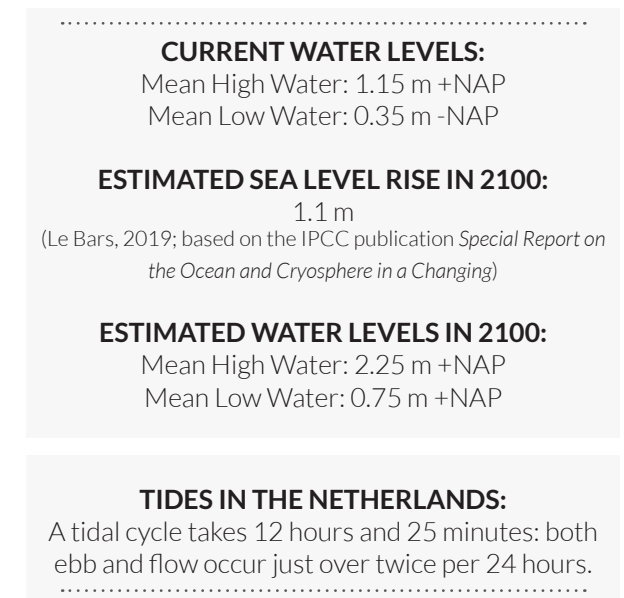 CURRENT WATER LEVELS:
Mean High Water: 1.15 m +NAP
Mean Low Water: 0.35 m -NAP
ESTIMATED SEA LEVEL RISE IN 2100:
1.1 m
(Le Bars, 2019; based on the IPCC publication Special Report on
the Ocean and Cryosphere in a Changing)
ESTIMATED WATER LEVELS IN 2100:
Mean High Water: 2.25 m +NAP
Mean Low Water: 0.75 m +NAP
TIDES IN THE NETHERLANDS:
A tidal cycle takes 12 hours and 25 minutes: both
ebb and flow occur just over twice per 24 hours.